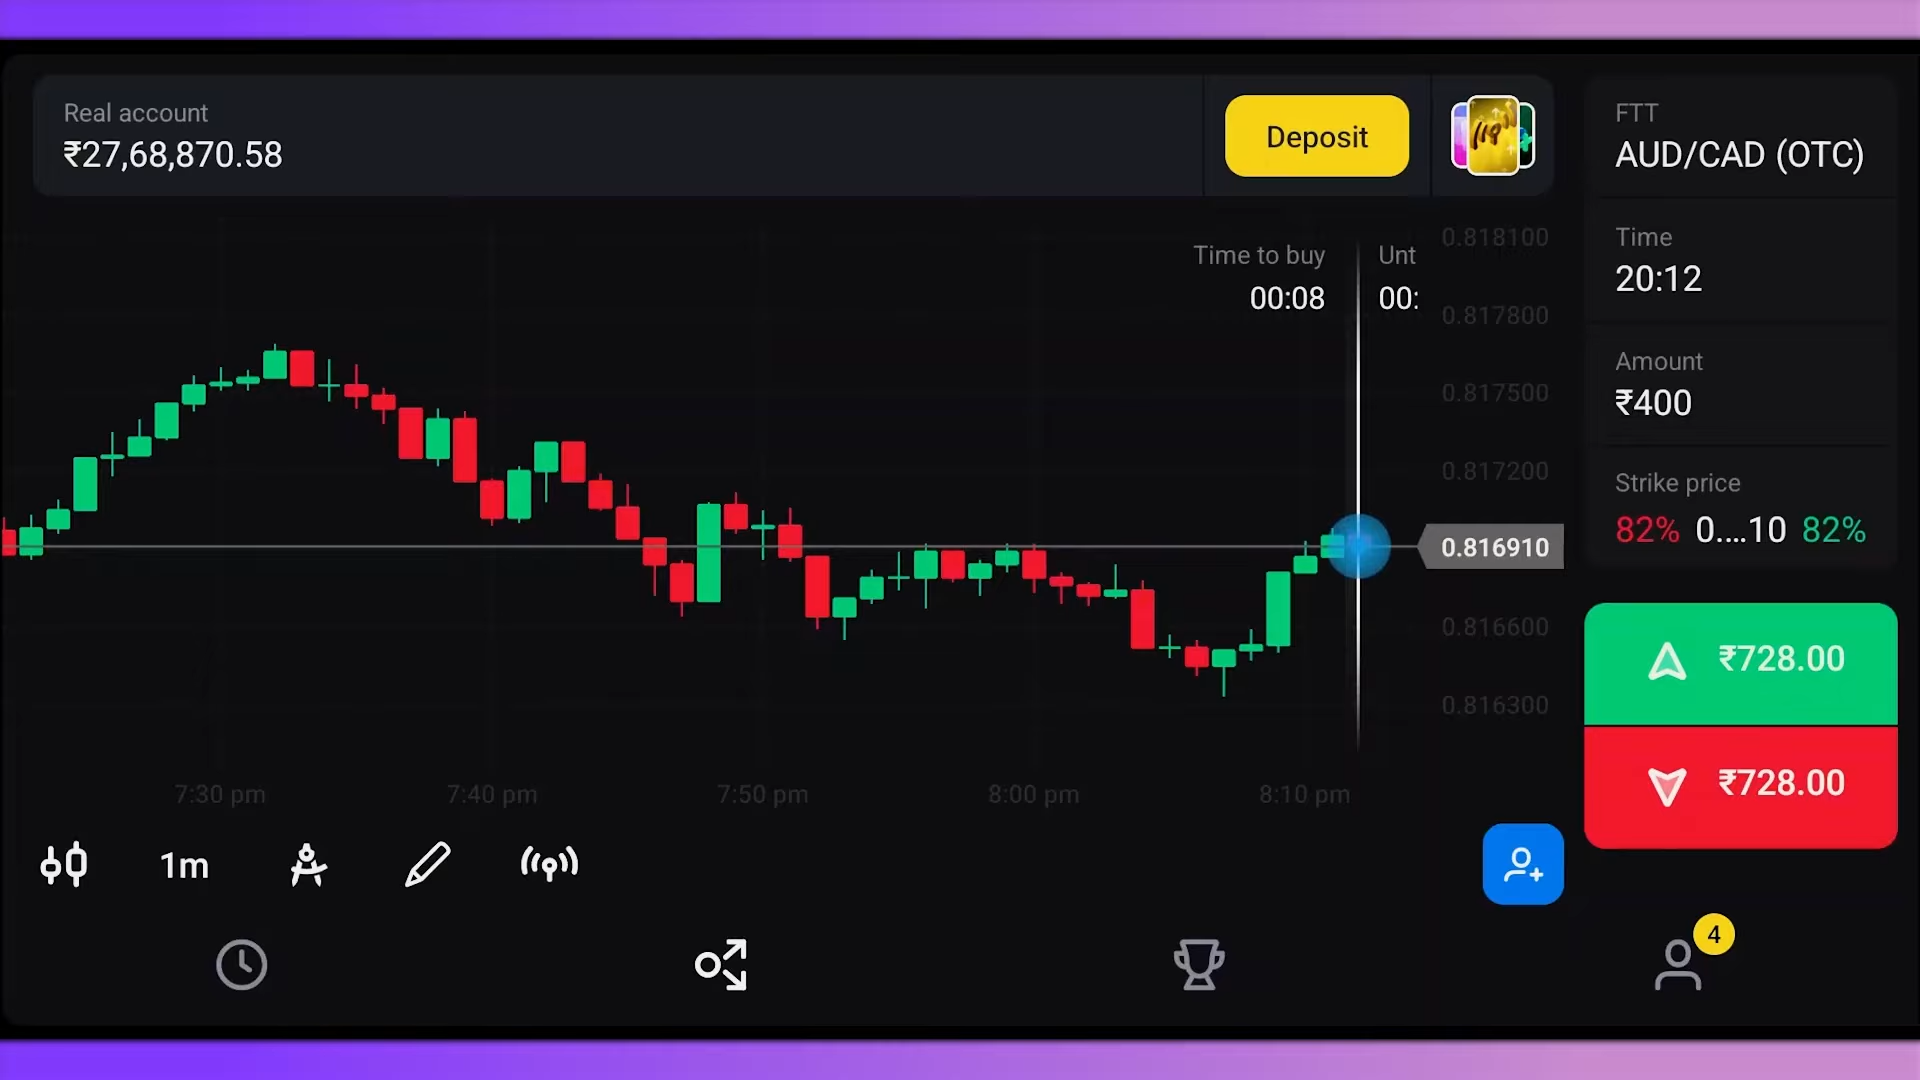 Real account
₹27,68,870.58
Deposit
FTT
AUD/CAD (OTC)
Time
20:12
Amount
₹400
Strike price
82% 0....10 82%
₹728.00
₹728.00
Time to buy
00:08
Unt
00:
0.818100
0.817800
0.817500
0.817200
0.816910
0.816600
0.816300
7:30 pm
7:40 pm
7:50 pm
8:00 pm
8:10 pm
1m
4